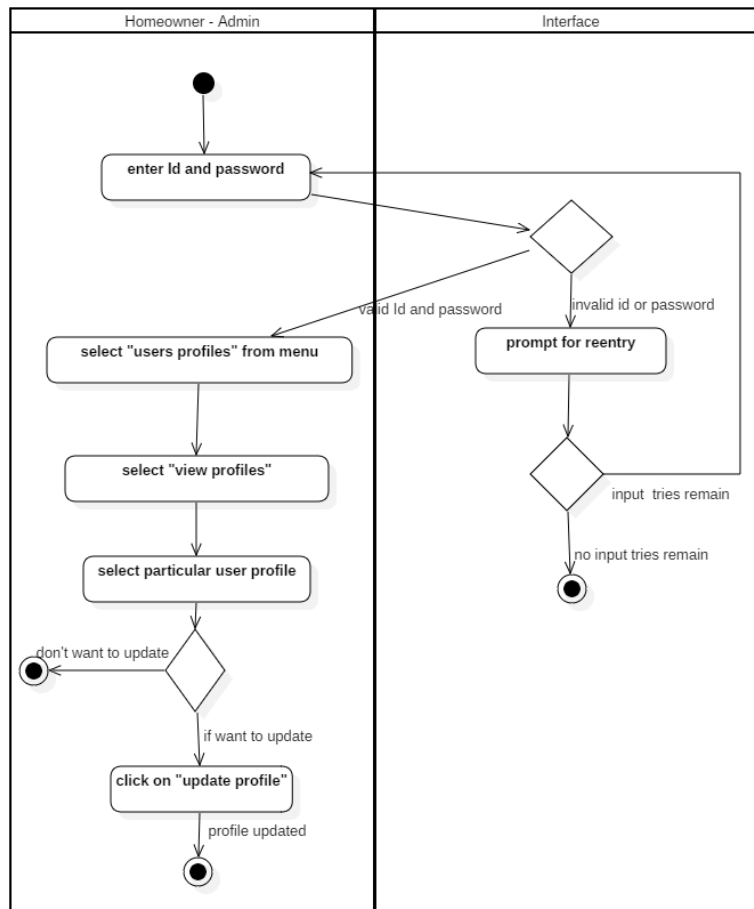 Homeowner - Admin
Interface
enter Id and password
valid Id and password
invalid id or password
select "users profiles" from menu
prompt for reentry
select "view profiles"
input tries remain
select particular user profile
no input tries remain
don't want to update
if want to update
click on "update profile"
profile updated